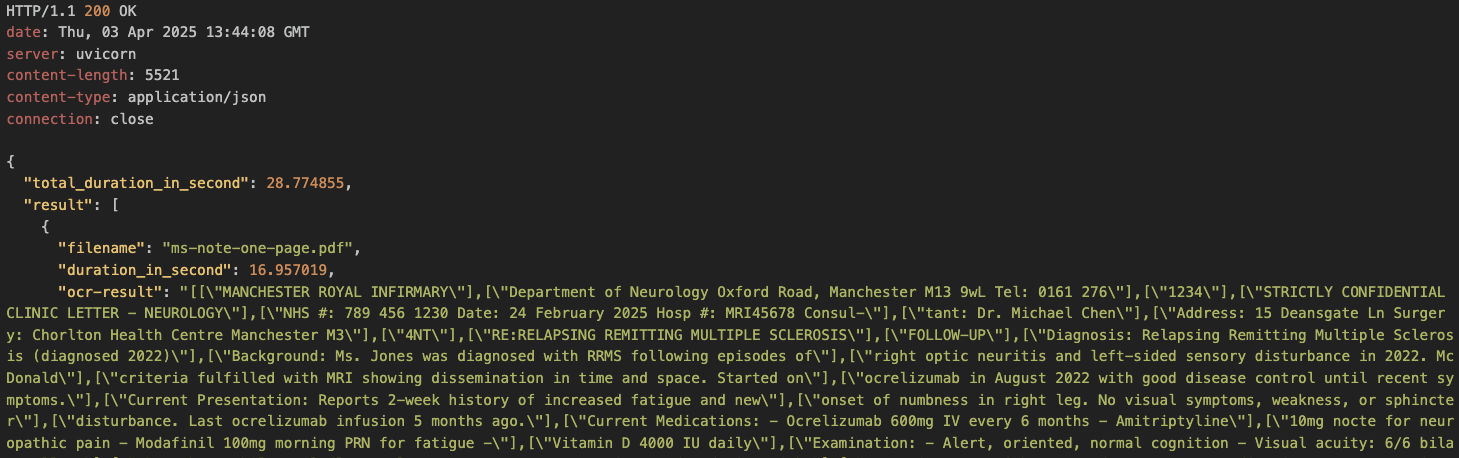 HTTP/1.1 200 OK
date: Thu, 03 Apr 2025 13:44:08 GMT
server: uvicorn
content-length: 5521
content-type: application/json
connection: close
{
  "total_duration_in_second": 28.774855,
  "result": [
    {
      "filename": "ms-note-one-page.pdf",
      "duration_in_second": 16.957019,
      "ocr-result": "[[\"MANCHESTER ROYAL INFIRMARY\"],[\"Department of Neurology Oxford Road, Manchester M13 9wL Tel: 0161 276\"],[\"1234\"],[\"STRICTLY CONFIDENTIAL
CLINIC LETTER - NEUROLOGY\"],[\"NHS #: 789 456 1230 Date: 24 February 2025 Hosp #: MRI45678 Consul-\"],[\"tant: Dr. Michael Chen\"],[\"Address: 15 Deansgate Ln Surger
y: Chorlton Health Centre Manchester M3\"],[\"4NT\"],[\"RE:RELAPSING REMITTING MULTIPLE SCLEROSIS\"],[\"FOLLOW-UP\"],[\"Diagnosis: Relapsing Remitting Multiple Scleros
is (diagnosed 2022)\"],[\"Background: Ms. Jones was diagnosed with RRMS following episodes of\"],[\"right optic neuritis and left-sided sensory disturbance in 2022. Mc
Donald\"],[\"criteria fulfilled with MRI showing dissemination in time and space. Started on\"],[\"ocrelizumab in August 2022 with good disease control until recent sy
mptoms.\"],[\"Current Presentation: Reports 2-week history of increased fatigue and new\"],[\"onset of numbness in right leg. No visual symptoms, weakness, or sphincte
r\"],[\"disturbance. Last ocrelizumab infusion 5 months ago.\"],[\"Current Medications: - Ocrelizumab 600mg IV every 6 months - Amitriptyline\"],[\"10mg nocte for neur
opathic pain - Modafinil 100mg morning PRN for fatigue -\"],[\"Vitamin D 4000 IU daily\"],[\"Examination: - Alert, oriented, normal cognition - Visual acuity: 6/6 bila